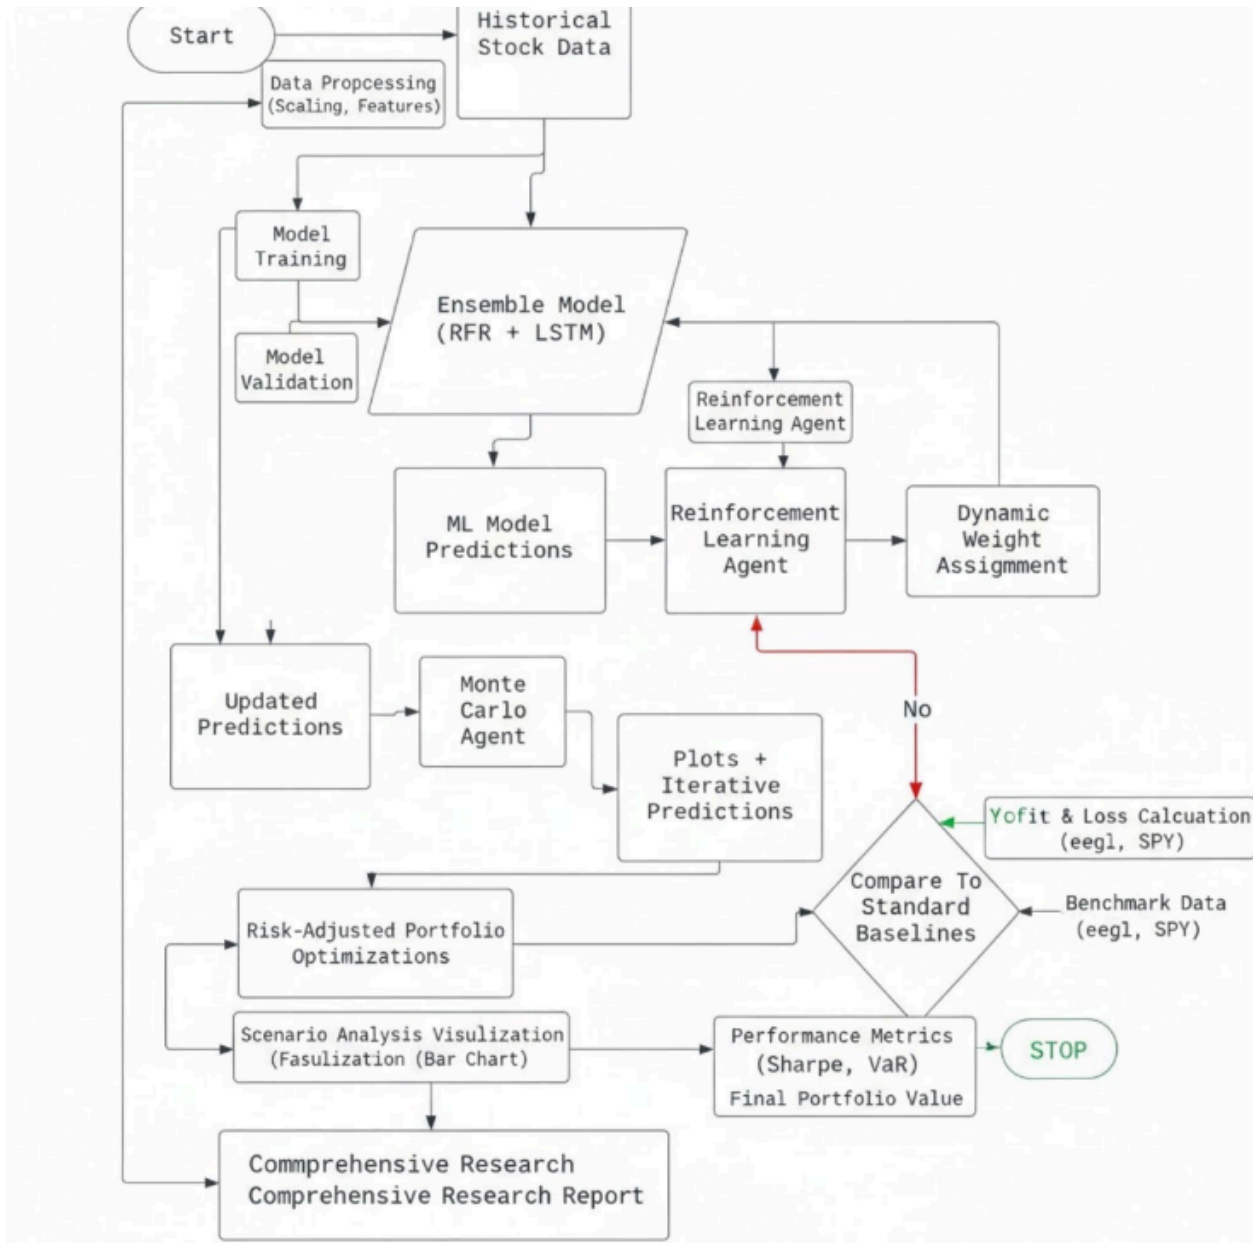 Start
Historical
Stock Data
Data Propcessing
(Scaling, Features)
Model
Training
Ensemble Model
(RFR + LSTM)
Model
Validation
Reinforcement
Learning Agent
ML Model
Predictions
Reinforcement
Learning
Agent
Dynamic
Weight
Assigmment
Updated
Predictions
Monte
Carlo
Agent
No
Plots +
Iterative
Predictions
Yofit & Loss Calcuation
(eegl, SPY)
Compare To
Standard
Baselines
Benchmark Data
(eegl, SPY)
Risk-Adjusted Portfolio
Optimizations
Scenario Analysis Visulization
(Fasulization (Bar Chart)
Performance Metrics
(Sharpe, VaR)
Final Portfolio Value
STOP
Commprehensive Research
Comprehensive Research Report